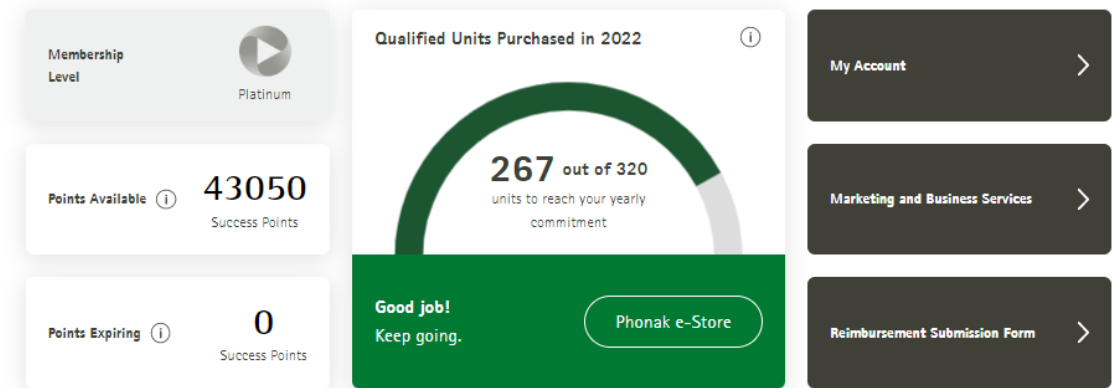 Membership
Level
Platinum
Points Available i
43050
Success Points
Points Expiring i
0
Success Points
Qualified Units Purchased in 2022 i
267 out of 320
units to reach your yearly
commitment
Good job!
Keep going.
Phonak e-Store
My Account
Marketing and Business Services
Reimbursement Submission Form